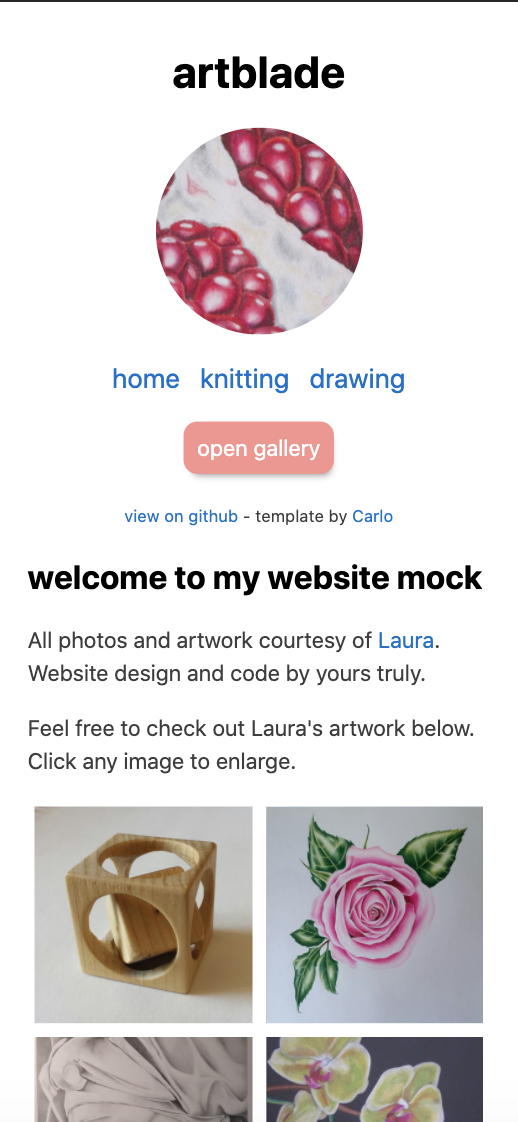 artblade
home knitting drawing
open gallery
view on github - template by Carlo
welcome to my website mock
All photos and artwork courtesy of Laura.
Website design and code by yours truly.
Feel free to check out Laura's artwork below.
Click any image to enlarge.